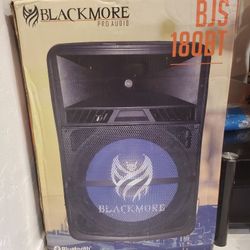 BLACKMORE
PRO AUDIO
BJS
180BT
BLACKMORE
Bluetooth